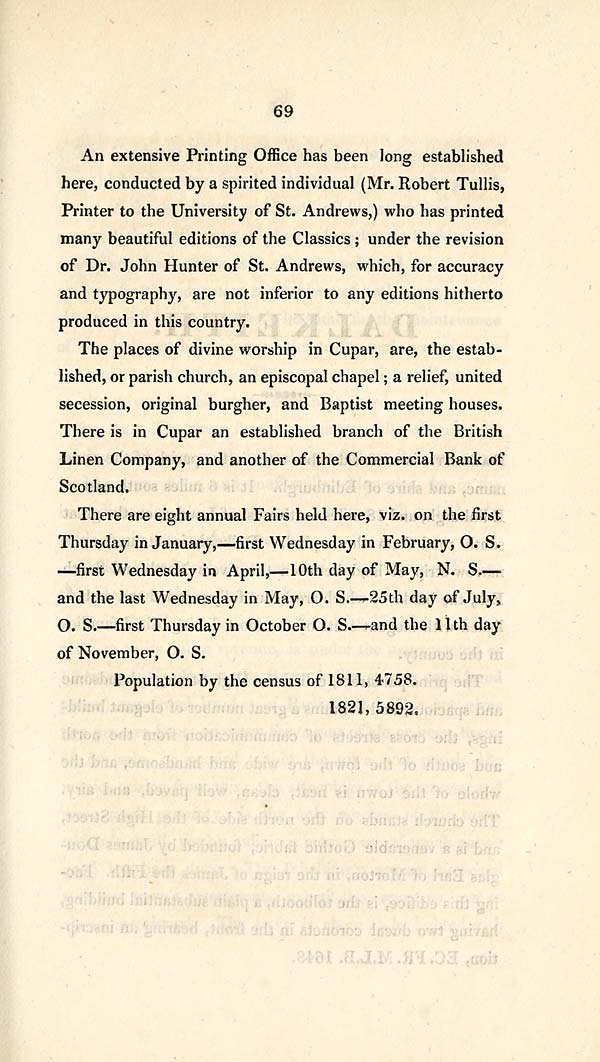 69
An extensive Printing Office has been long established
here, conducted by a spirited individual (Mr. Robert Tullis,
Printer to the University of St. Andrews,) who has printed
many beautiful editions of the Classics; under the revision
of Dr. John Hunter of St. Andrews, which, for accuracy
and typography, are not inferior to any editions hitherto
produced in this country.
The places of divine worship in Cupar, are, the estab-
lished, or parish church, an episcopal chapel; a relief, united
secession, original burgher, and Baptist meeting houses.
There is in Cupar an established branch of the British
Linen Company, and another of the Commercial Bank of
Scotland.
There are eight annual Fairs held here, viz. on the first
Thursday in January,—first Wednesday in February, O. S.
—first Wednesday in April,—10th day of May, N. S.—
and the last Wednesday in May, O. S.—25th day of July,
O. S.—first Thursday in October O. S.—and the 11th day
of November, O. S.
Population by the census of 1811, 4758.
1821, 5892.